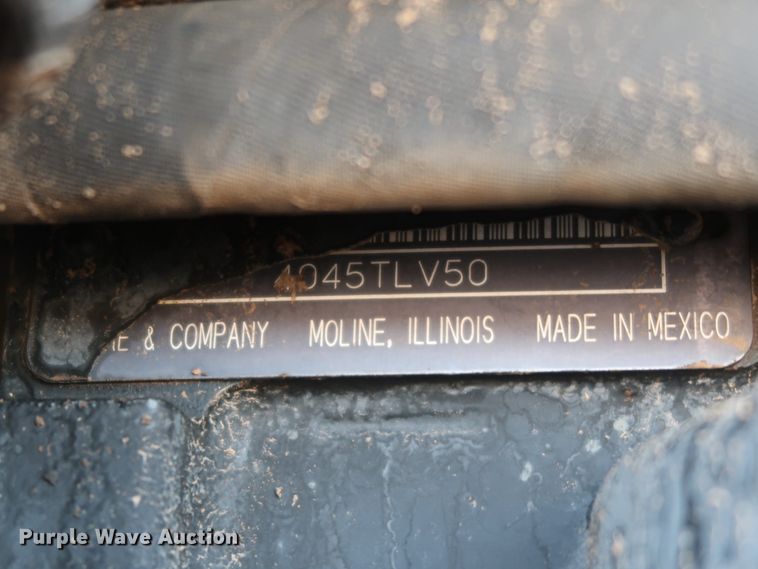 4045TLV50
& COMPANY MOLINE, ILLINOIS MADE IN MEXICO
Purple Wave Auction